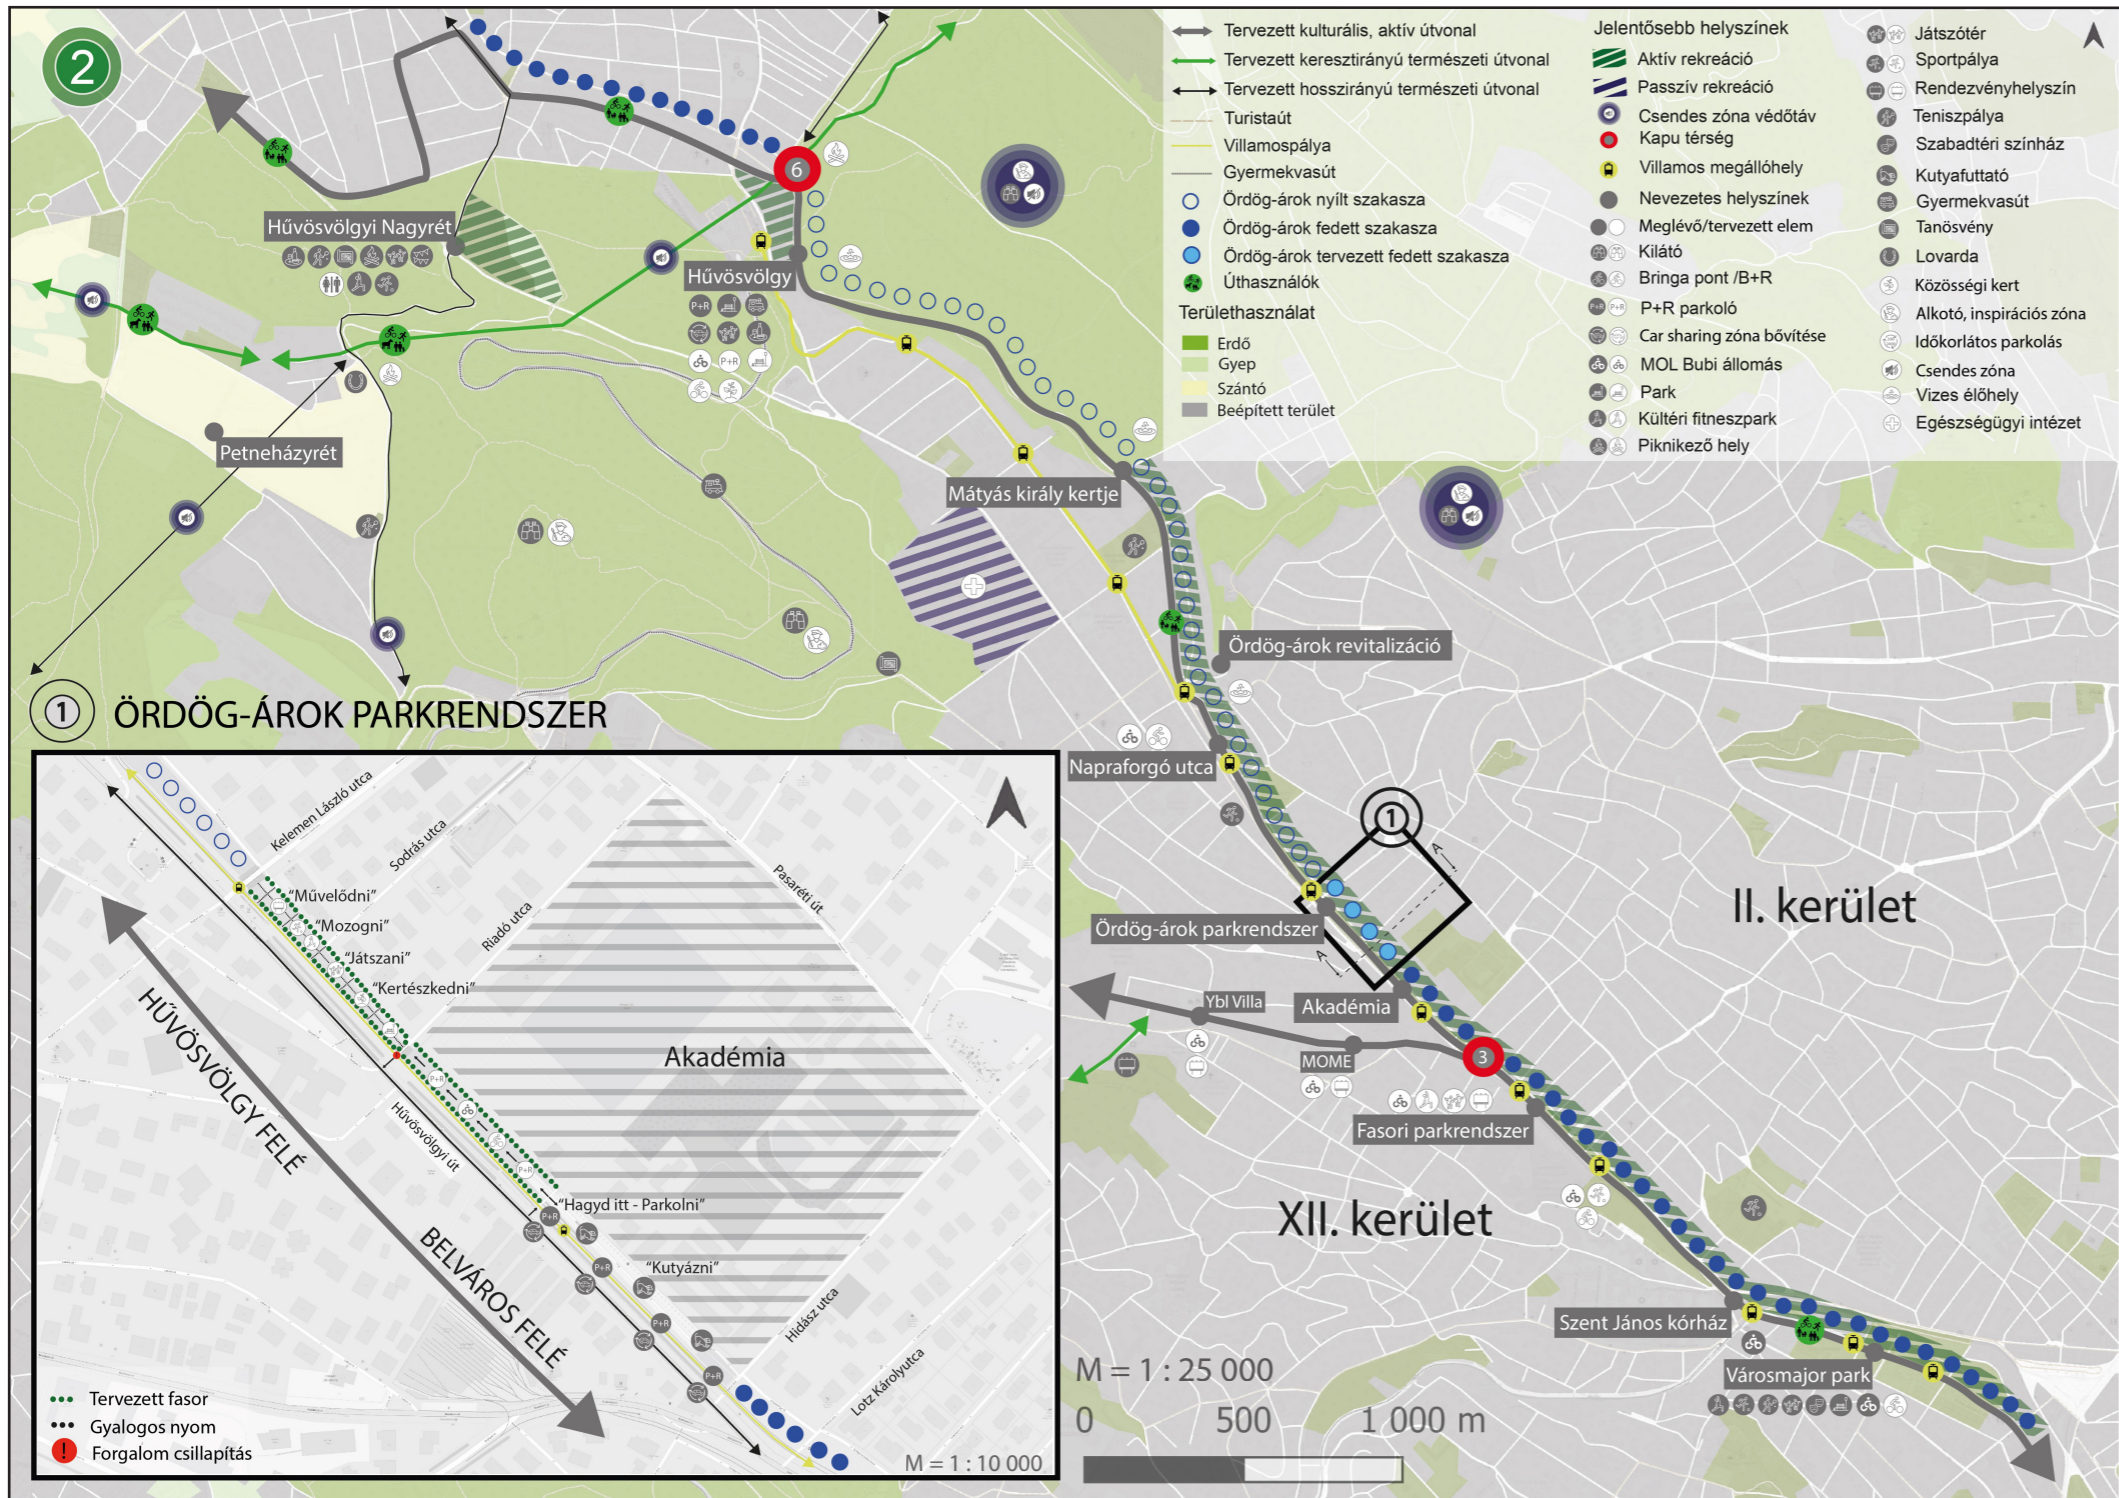 2
Tervezett kulturális, aktív útvonal
Tervezett keresztirányú természeti útvonal
Tervezett hosszirányú természeti útvonal
Turistaút
Villamospálya
Gyermekvasút
Ördög-árok nyílt szakasza
Ördög-árok fedett szakasza
Ördög-árok tervezett fedett szakasza
Úthasználók
Területhasználat
Erdő
Gyep
Szántó
Beépített terület
Jelentősebb helyszínek
Aktív rekreáció
Passzív rekreáció
Csendes zóna védőtáv
Kapu térség
Villamos megállóhely
Nevezetes helyszínek
Meglévő/tervezett elem
Kilátó
Bringa pont /B+R
P+R P+R P+R parkoló
Car sharing zóna bővítése
MOL Bubi állomás
Park
Kültéri fitneszpark
Piknikező hely
Játszótér
Sportpálya
Rendezvényhelyszín
Teniszpálya
Szabadtéri színház
Kutyafuttató
Gyermekvasút
Tanösvény
Lovarda
Közösségi kert
Alkotó, inspirációs zóna
Időkorlátos parkolás
Csendes zóna
Vizes élőhely
Egészségügyi intézet
6
Hűvösvölgyi Nagyrét
Hűvösvölgy
P+R
P+R
Petneházyrét
Mátyás király kertje
Ördög-árok revitalizáció
Napraforgó utca
1
A
A
Ördög-árok parkrendszer
Akadémia
Ybl Villa
MOME
3
Fasori parkrendszer
II. kerület
XII. kerület
Szent János kórház
Városmajor park
M = 1 : 25 000
0 500 1 000 m
1 ÖRDÖG-ÁROK PARKRENDSZER
Kelemen László utca
Sodrás utca
Riadó utca
Pasaréti út
"Művelődni"
"Mozogni"
"Játszani"
"Kertészkedni"
Akadémia
P+R
P+R
Hűvösvölgyi út
"Hagyd itt - Parkolni"
P+R
"Kutyázni"
P+R
P+R
P+R
Hidász utca
Lotz Károlyutca
HŰVÖSVÖLGY FELÉ
BELVÁROS FELÉ
Tervezett fasor
Gyalogos nyom
! Forgalom csillapítás
M = 1 : 10 000